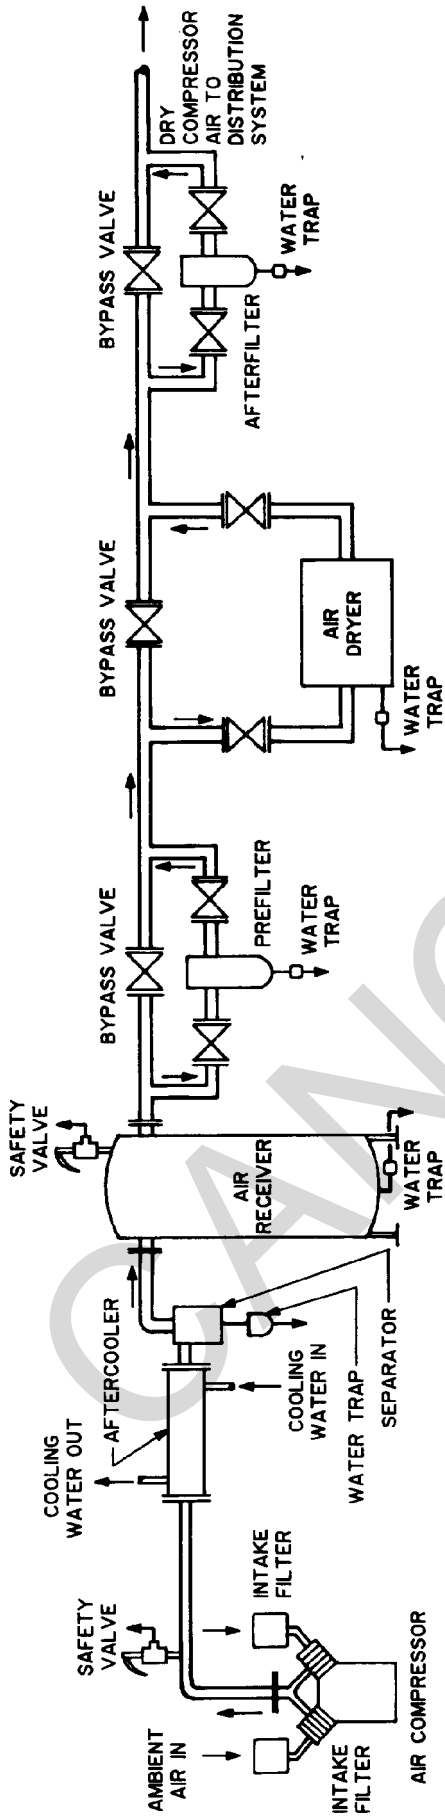 AMBIENT
AIR IN
INTAKE
FILTER
AIR COMPRESSOR
INTAKE
FILTER
SAFETY
VALVE
COOLING
WATER OUT
AFTERCOOLER
COOLING
WATER IN
WATER TRAP
SEPARATOR
SAFETY
VALVE
AIR
RECEIVER
WATER
TRAP
BYPASS VALVE
PREFILTER
WATER
TRAP
BYPASS VALVE
AIR
DRYER
WATER
TRAP
BYPASS VALVE
AFTERFILTER
WATER
TRAP
DRY
COMPRESSOR
AIR TO
DISTRIBUTION
SYSTEM